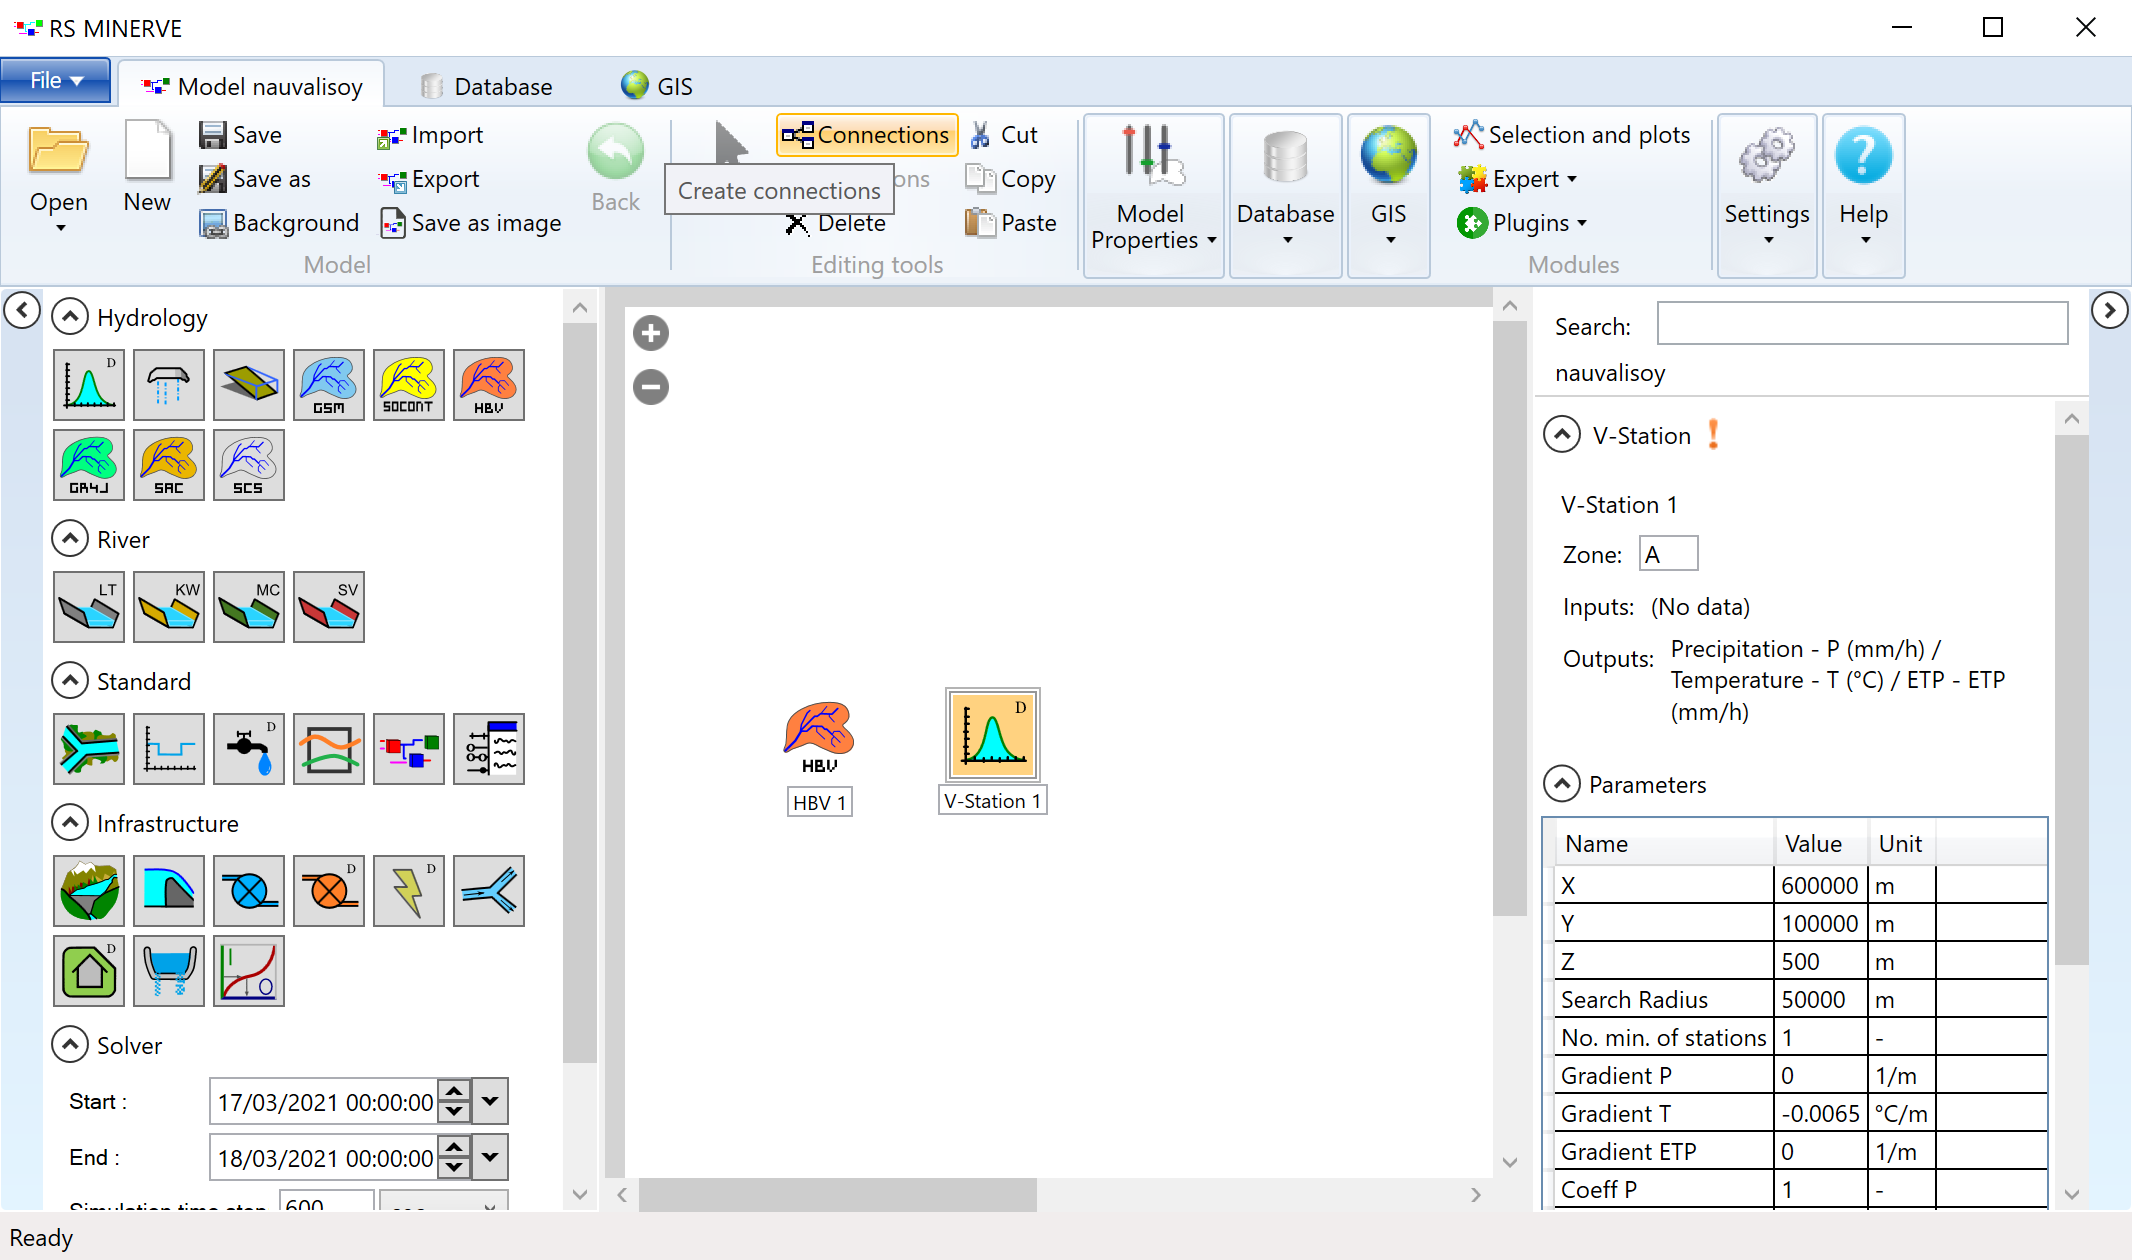 RS MINERVE
File
Model nauvalisoy
Database
GIS
Open
New
Save
Save as
Background
Import
Export
Save as image
Model
Back
Connections
Create connections
ons
Delete
Cut
Copy
Paste
Editing tools
Model
Properties
Database
GIS
Selection and plots
Expert
Plugins
Modules
Settings
Help
Hydrology
D
GSM
SOCONT
HBV
GR4J
SAC
SCS
River
LT
KW
MC
SV
Standard
D
Infrastructure
D
D
D
I
O
Solver
Start :
17/03/2021 00:00:00
End :
18/03/2021 00:00:00
Simulation time step
600
HBV
HBV 1
D
V-Station 1
Search:
nauvalisoy
V-Station
V-Station 1
Zone: A
Inputs: (No data)
Outputs: Precipitation - P (mm/h) /
Temperature - T (°C) / ETP - ETP
(mm/h)
Parameters
Name Value Unit
X 600000 m
Y 100000 m
Z 500 m
Search Radius 50000 m
No. min. of stations 1 -
Gradient P 0 1/m
Gradient T -0.0065 °C/m
Gradient ETP 0 1/m
Coeff P 1 -
Ready